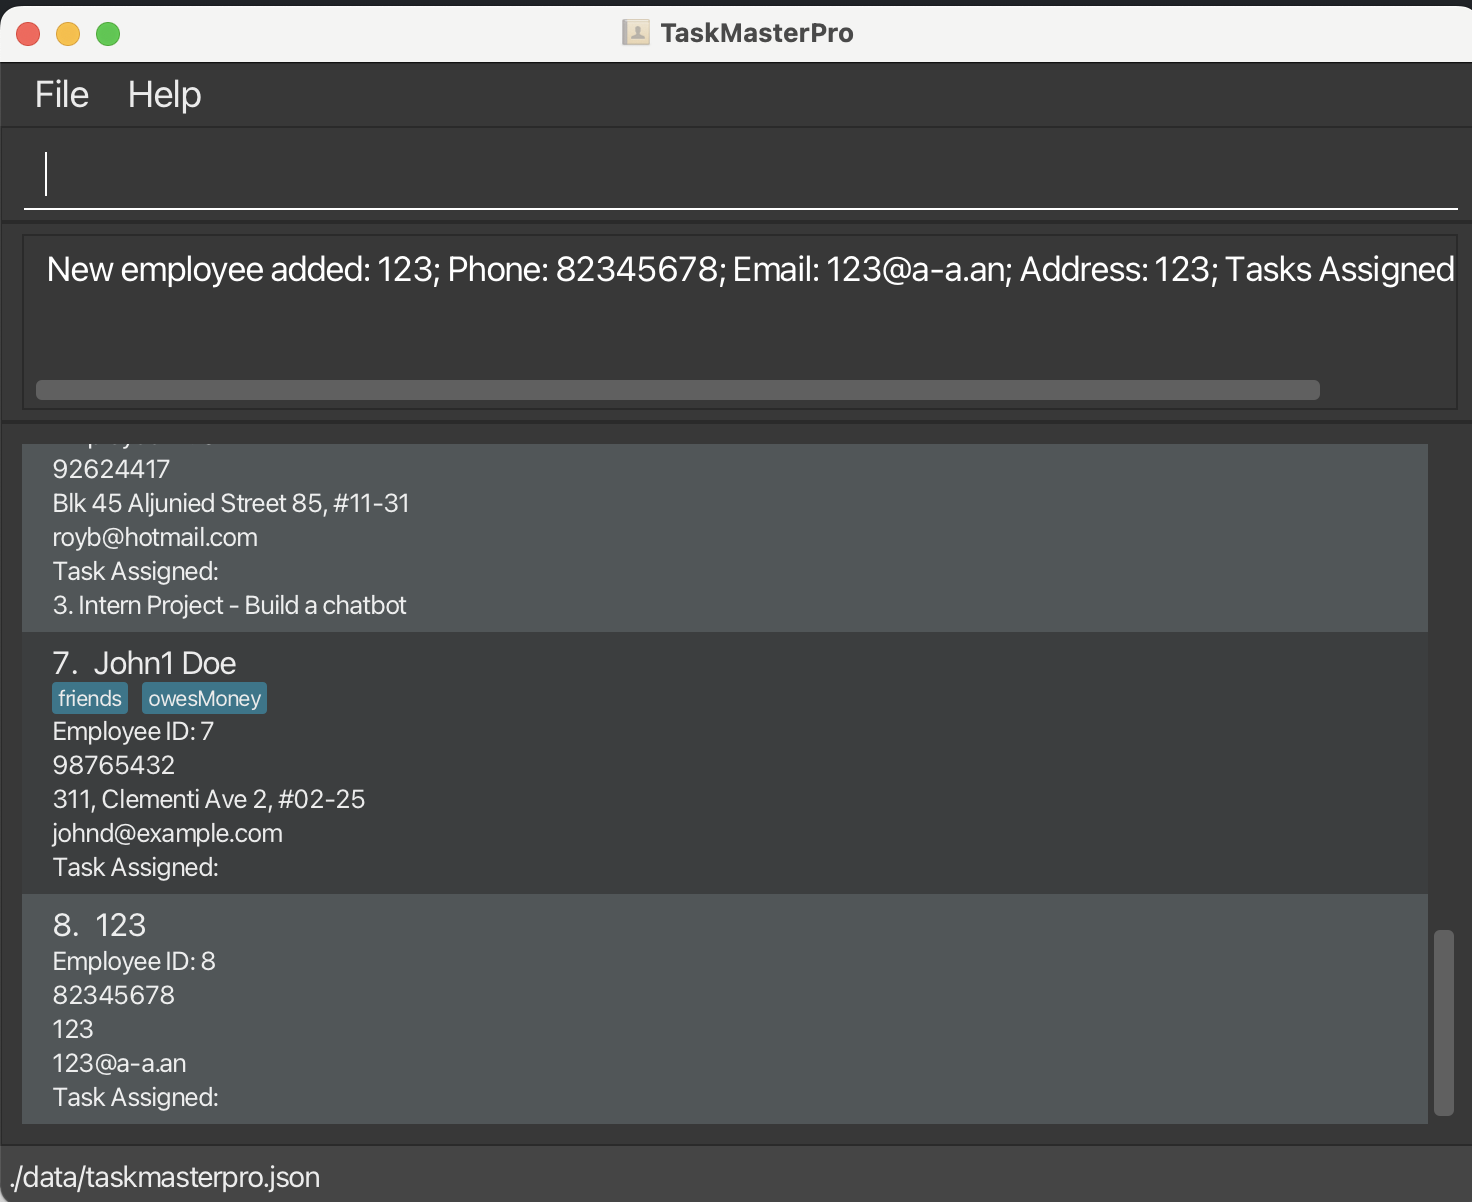 TaskMasterPro
File Help
New employee added: 123; Phone: 82345678; Email: 123@a-a.an; Address: 123; Tasks Assigned
92624417
Blk 45 Aljunied Street 85, #11-31
royb@hotmail.com
Task Assigned:
3. Intern Project - Build a chatbot
7. John1 Doe
friends owesMoney
Employee ID: 7
98765432
311, Clementi Ave 2, #02-25
johnd@example.com
Task Assigned:
8. 123
Employee ID: 8
82345678
123
123@a-a.an
Task Assigned:
./data/taskmasterpro.json